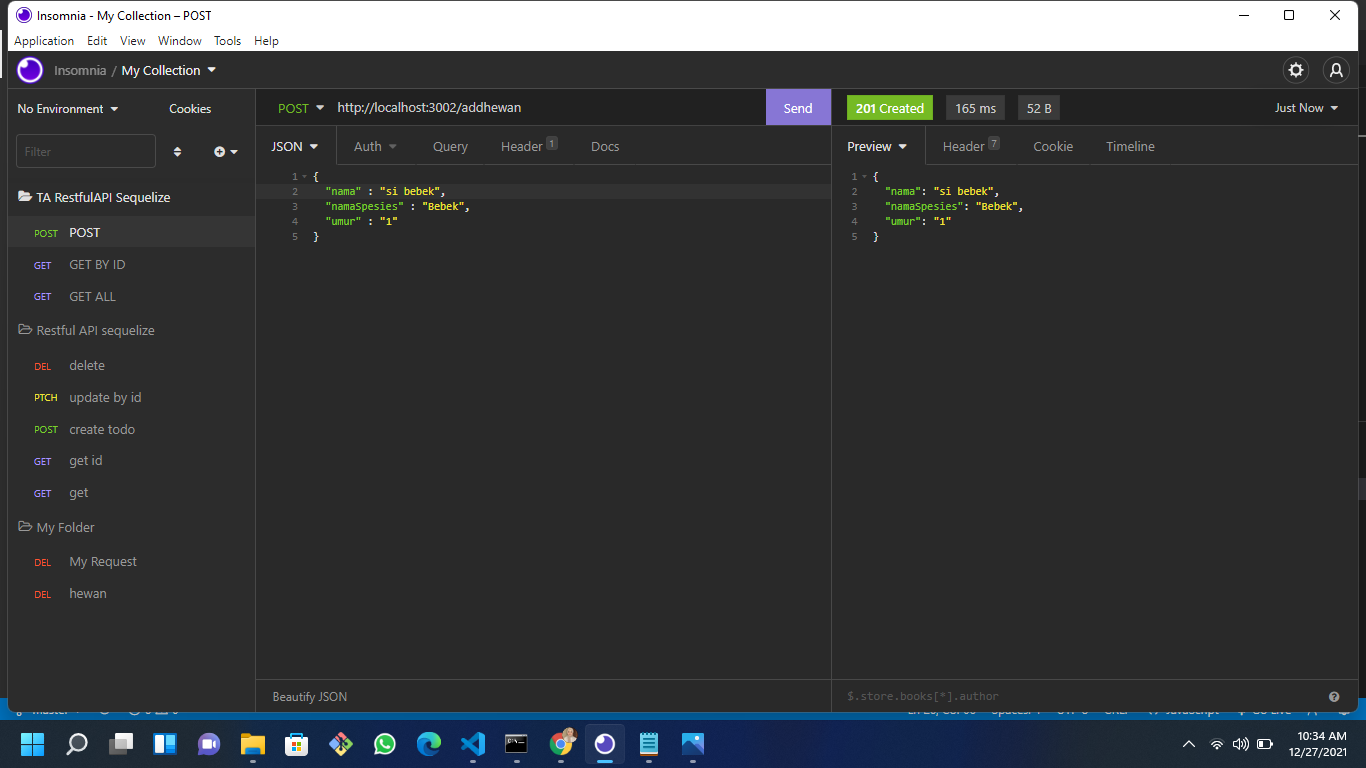 Insomnia - My Collection – POST
Application Edit View Window Tools Help
Insomnia / My Collection
No Environment Cookies
POST http://localhost:3002/addhewan Send
201 Created 165 ms 52 B Just Now
Filter
JSON Auth Query Header 1 Docs
Preview Header 7 Cookie Timeline
TA RestfulAPI Sequelize
POST POST
GET GET BY ID
GET GET ALL
Restful API sequelize
DEL delete
PTCH update by id
POST create todo
GET get id
GET get
My Folder
DEL My Request
DEL hewan
1 {
2 "nama" : "si bebek",
3 "namaSpesies" : "Bebek",
4 "umur" : "1"
5 }
1 {
2 "nama": "si bebek",
3 "namaSpesies": "Bebek",
4 "umur": "1"
5 }
Beautify JSON
$.store.books[*].author
10:34 AM
12/27/2021